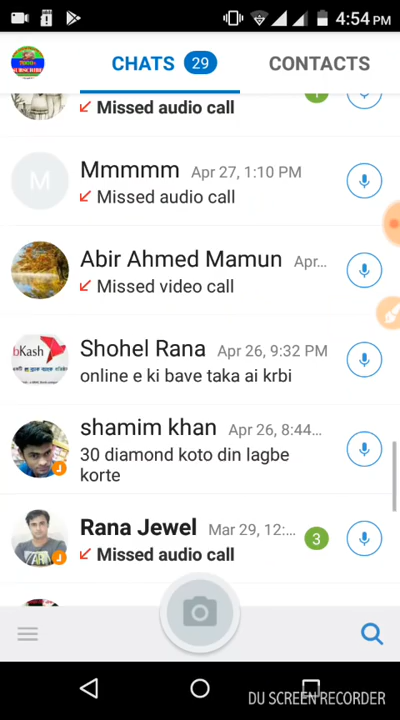 4:54 PM
CHATS 29 CONTACTS
Missed audio call
M Mmmmm Apr 27, 1:10 PM
Missed audio call
Abir Ahmed Mamun Apr...
Missed video call
bKash
Shohel Rana Apr 26, 9:32 PM
online e ki bave taka ai krbi
shamim khan Apr 26, 8:44...
30 diamond koto din lagbe
korte
Rana Jewel Mar 29, 12:...
Missed audio call 3
DU SCREEN RECORDER